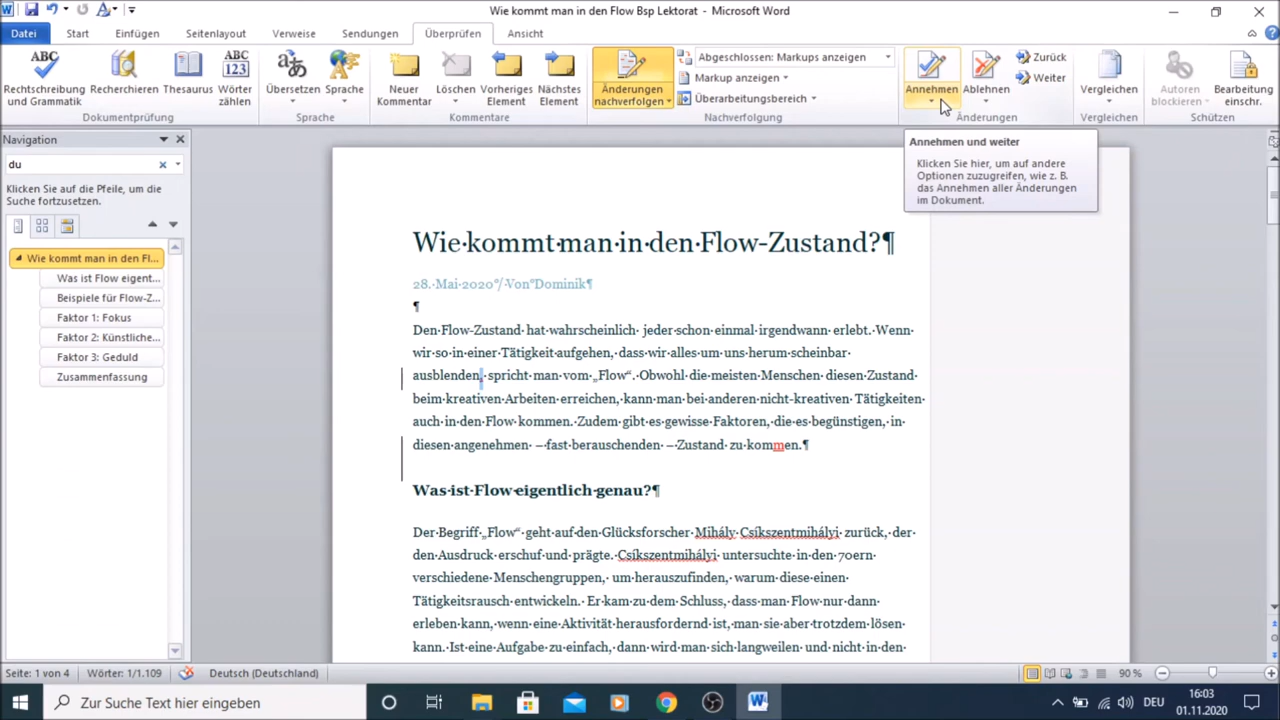 Wie kommt man in den Flow Bsp Lektorat - Microsoft Word
Datei Start Einfügen Seitenlayout Verweise Sendungen Überprüfen Ansicht
ABC ABC 123
Rechtschreibung und Grammatik
Recherchieren
Thesaurus
Wörter zählen
Dokumentprüfung
Übersetzen
Sprache
Sprache
Neuer Kommentar
Löschen
Vorheriges Element
Nächstes Element
Kommentare
Änderungen nachverfolgen
Abgeschlossen: Markups anzeigen
Markup anzeigen
Überarbeitungsbereich
Nachverfolgung
Annehmen
Ablehnen
Zurück
Weiter
Änderungen
Vergleichen
Vergleichen
Autoren blockieren
Bearbeitung einschr.
Schützen
Annehmen und weiter
Klicken Sie hier, um auf andere
Optionen zuzugreifen, wie z. B.
das Annehmen aller Änderungen
im Dokument.
Navigation
du
Klicken Sie auf die Pfeile, um die
Suche fortzusetzen.
Wie kommt man in den Fl...
Was ist Flow eigent...
Beispiele für Flow-Z...
Faktor 1: Fokus
Faktor 2: Künstliche...
Faktor 3: Geduld
Zusammenfassung
Wie·kommt·man·in·den·Flow-Zustand?¶
28.·Mai·2020°/·Von°Dominik¶
¶
Den·Flow-Zustand·hat·wahrscheinlich·jeder·schon·einmal·irgendwann·erlebt.·Wenn·
wir·so·in·einer·Tätigkeit·aufgehen,·dass·wir·alles·um·uns·herum·scheinbar·
ausblenden,·spricht·man·vom·„Flow“.·Obwohl·die·meisten·Menschen·diesen·Zustand·
beim·kreativen·Arbeiten·erreichen,·kann·man·bei·anderen·nicht-kreativen·Tätigkeiten·
auch·in·den·Flow·kommen.·Zudem·gibt·es·gewisse·Faktoren,·die·es·begünstigen,·in·
diesen·angenehmen·–·fast·berauschenden·–·Zustand·zu·kommen.¶
Was·ist·Flow·eigentlich·genau?¶
Der·Begriff·„Flow“·geht·auf·den·Glücksforscher·Mihály·Csíkszentmihályi·zurück,·der·
den·Ausdruck·erschuf·und·prägte.·Csíkszentmihályi·untersuchte·in·den·70ern·
verschiedene·Menschengruppen,·um·herauszufinden,·warum·diese·einen·
Tätigkeitsrausch·entwickeln.·Er·kam·zu·dem·Schluss,·dass·man·Flow·nur·dann·
erleben·kann,·wenn·eine·Aktivität·herausfordernd·ist,·man·sie·aber·trotzdem·lösen·
kann.·Ist·eine·Aufgabe·zu·einfach,·dann·wird·man·sich·langweilen·und·nicht·in·den·
Seite: 1 von 4 Wörter: 1/1.109 Deutsch (Deutschland) 90 %
Zur Suche Text hier eingeben DEU 16:03
01.11.2020